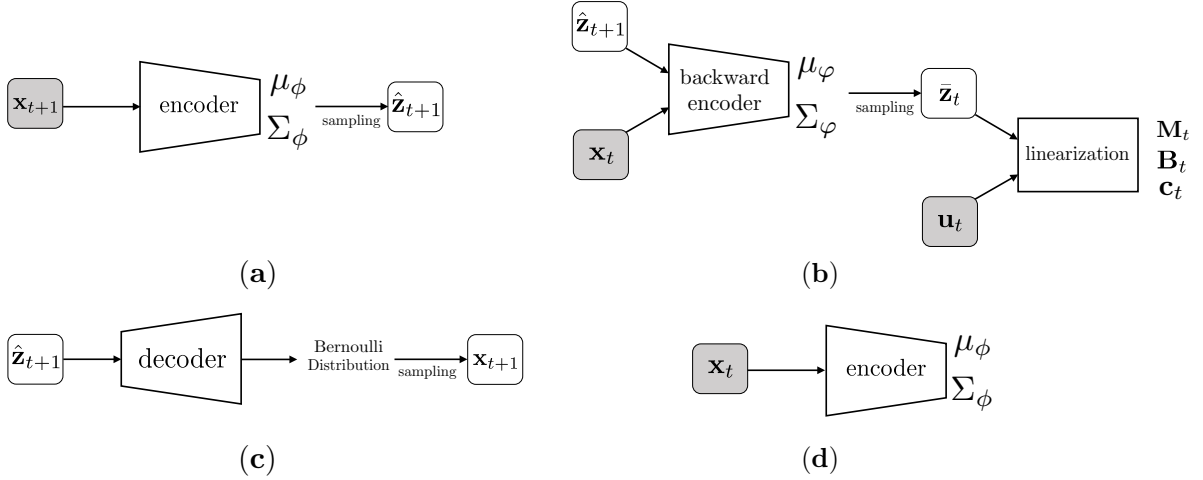 x_{t+1}
encoder
μ_ϕ
Σ_ϕ
sampling
ẑ_{t+1}
(a)
ẑ_{t+1}
x_t
backward
encoder
μ_φ
Σ_φ
sampling
z̄_t
u_t
linearization
M_t
B_t
c_t
(b)
ẑ_{t+1}
decoder
Bernoulli
Distribution
sampling
x_{t+1}
(c)
x_t
encoder
μ_ϕ
Σ_ϕ
(d)